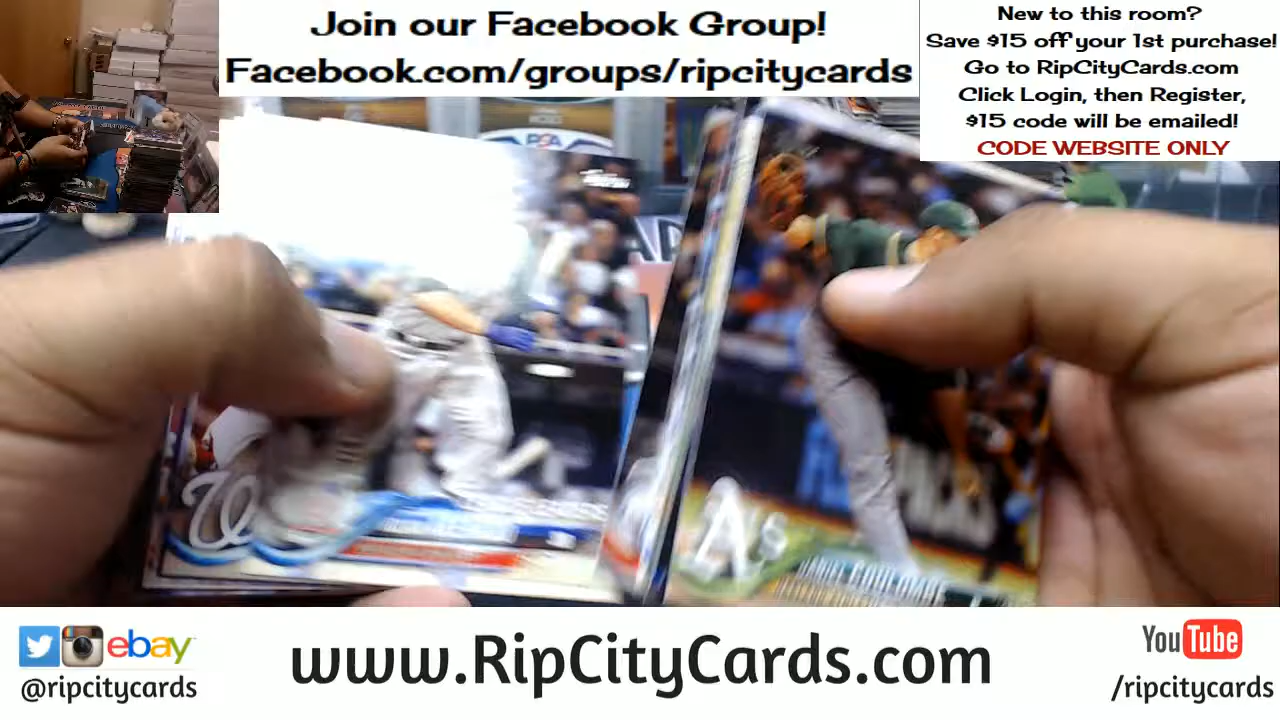 Join our Facebook Group!
Facebook.com/groups/ripcitycards
New to this room?
Save $15 off your 1st purchase!
Go to RipCityCards.com
Click Login, then Register,
$15 code will be emailed!
CODE WEBSITE ONLY
PSA
A's
ebay
@ripcitycards
www.RipCityCards.com
YouTube
/ripcitycards